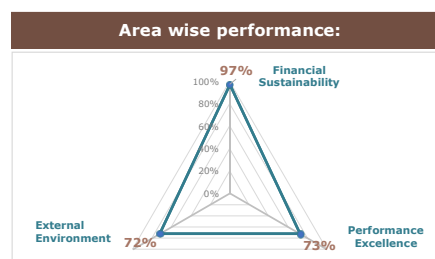 Area wise performance:
97%
Financial
Sustainability
100%
80%
60%
40%
20%
0%
External
Environment
72%
73%
Performance
Excellence